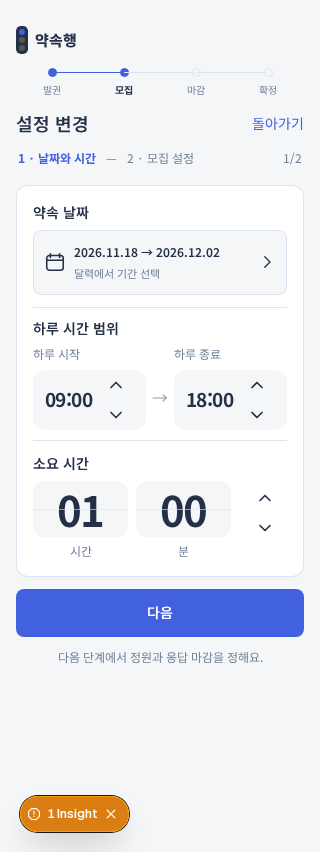 약속행
발권 모집 마감 확정
설정 변경 돌아가기
1 · 날짜와 시간 — 2 · 모집 설정 1/2
약속 날짜
2026.11.18 → 2026.12.02
달력에서 기간 선택
하루 시간 범위
하루 시작 하루 종료
09:00 → 18:00
소요 시간
01 00
시간 분
다음
다음 단계에서 정원과 응답 마감을 정해요.
1 Insight